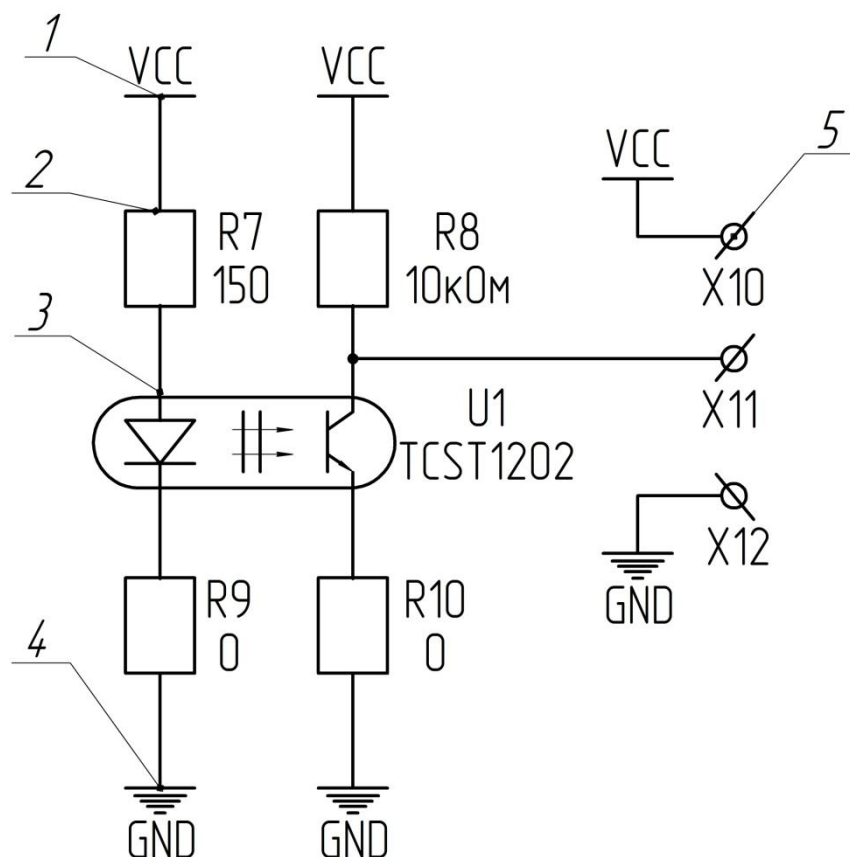 1
VCC
VCC
5
VCC
2
R7
150
R8
10кОм
X10
3
X11
U1
TCST1202
X12
R9
0
R10
0
GND
4
GND
GND